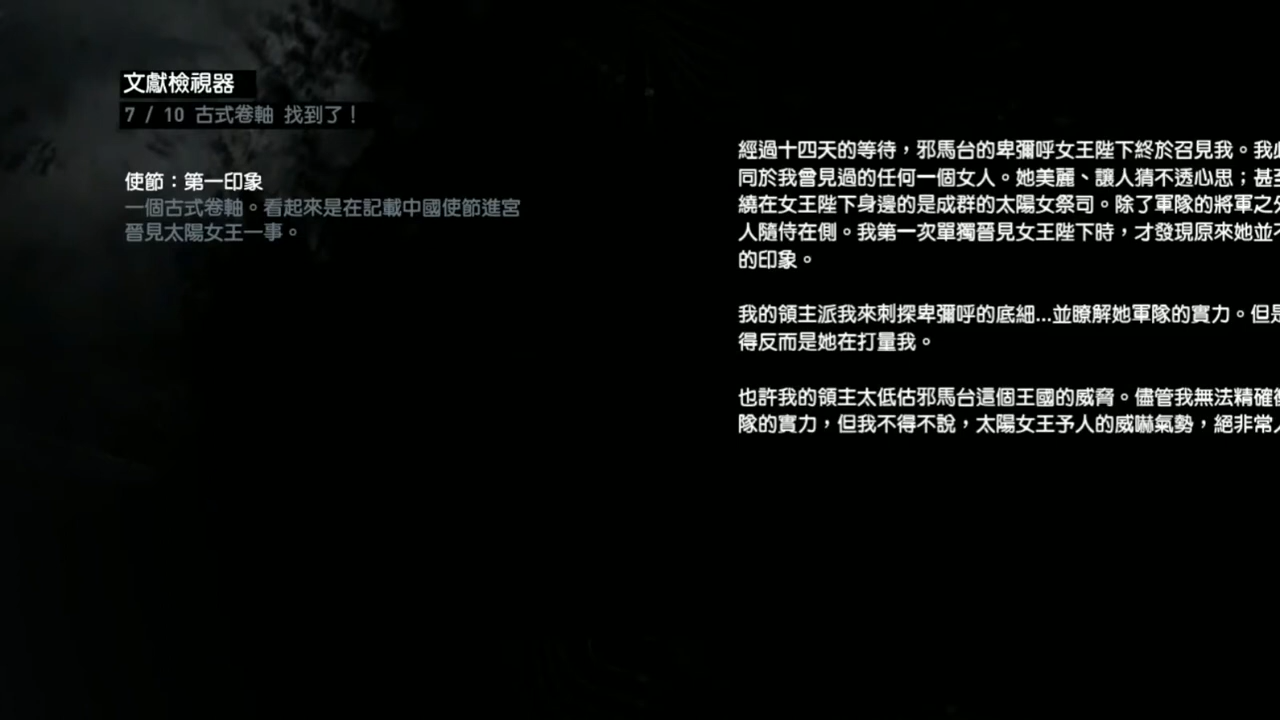 文獻檢視器
7 / 10 古式卷軸 找到了！
使節：第一印象
一個古式卷軸。看起來是在記載中國使節進宮
晉見太陽女王一事。
經過十四天的等待，邪馬台的卑彌呼女王陛下終於召見我。我
同於我曾見過的任何一個女人。她美麗、讓人猜不透心思；甚至
繞在女王陛下身邊的是成群的太陽女祭司。除了軍隊的將軍之外
人隨侍在側。我第一次單獨晉見女王陛下時，才發現原來她並不
的印象。
我的領主派我來刺探卑彌呼的底細...並瞭解她軍隊的實力。但是
得反而是她在打量我。
也許我的領主太低估邪馬台這個王國的威脅。儘管我無法精確
隊的實力，但我不得不說，太陽女王予人的威嚇氣勢，絕非常人